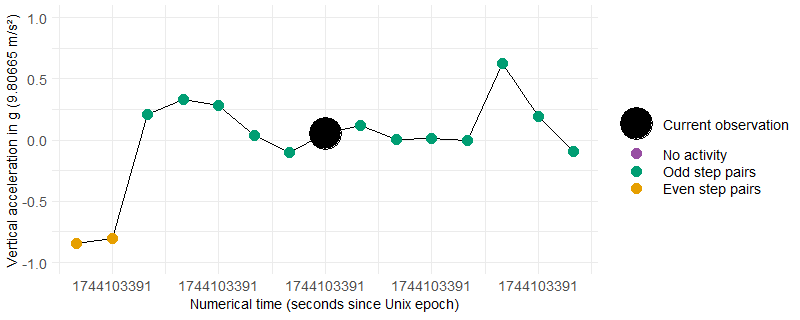 Vertical acceleration in g (9.80665 m/s²)
1.0
0.5
0.0
-0.5
-1.0
1744103391 1744103391 1744103391 1744103391 1744103391
Numerical time (seconds since Unix epoch)
Current observation
No activity
Odd step pairs
Even step pairs